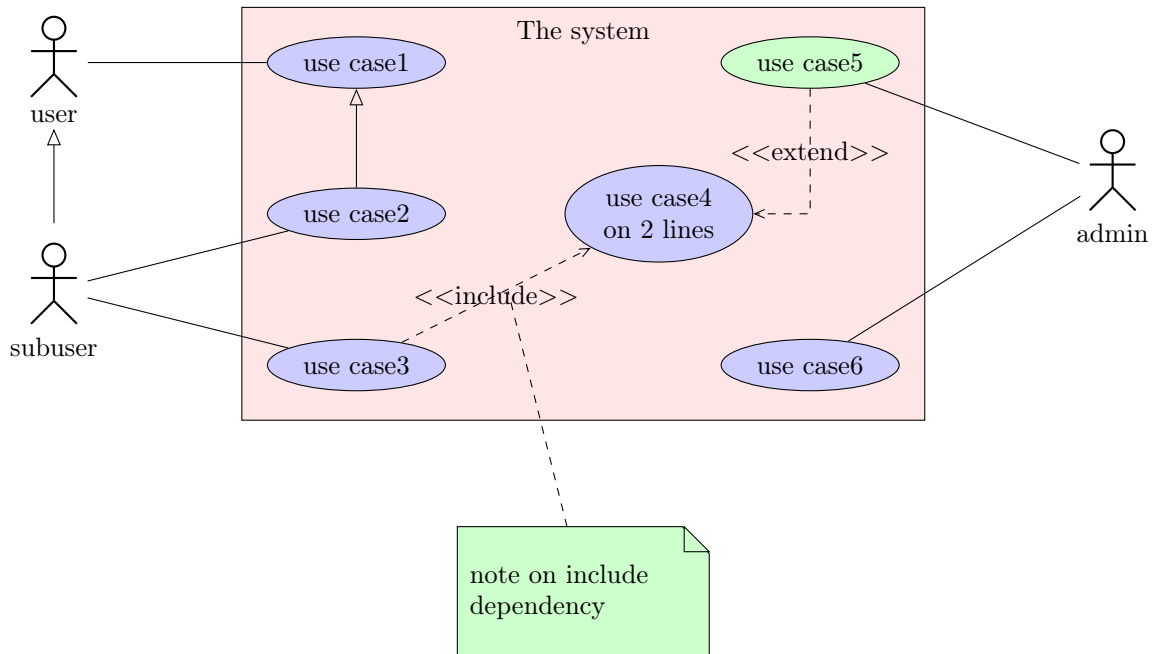 The system
user
use case1
use case5
<<extend>>
use case2
use case4
on 2 lines
admin
<<include>>
subuser
use case3
use case6
note on include
dependency